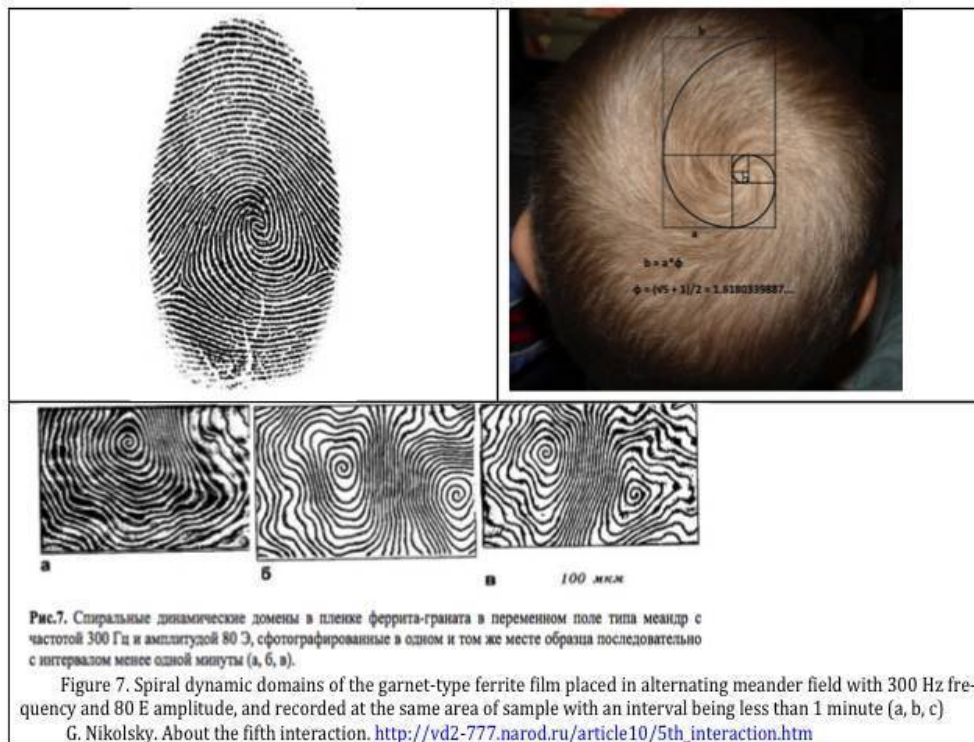 b
a
b = a*ф
ф = (√5 + 1)/2 = 1.6180339887...
а
б
в
100 мкм
Рис.7. Спиральные динамические домены в пленке феррита-граната в переменном поле типа меандр с
частотой 300 Гц и амплитудой 80 Э, сфотографированные в одном и том же месте образца последовательно
с интервалом менее одной минуты (а, б, в).
Figure 7. Spiral dynamic domains of the garnet-type ferrite film placed in alternating meander field with 300 Hz fre-
quency and 80 E amplitude, and recorded at the same area of sample with an interval being less than 1 minute (a, b, c)
G. Nikolsky. About the fifth interaction. http://vd2-777.narod.ru/article10/5th_interaction.htm